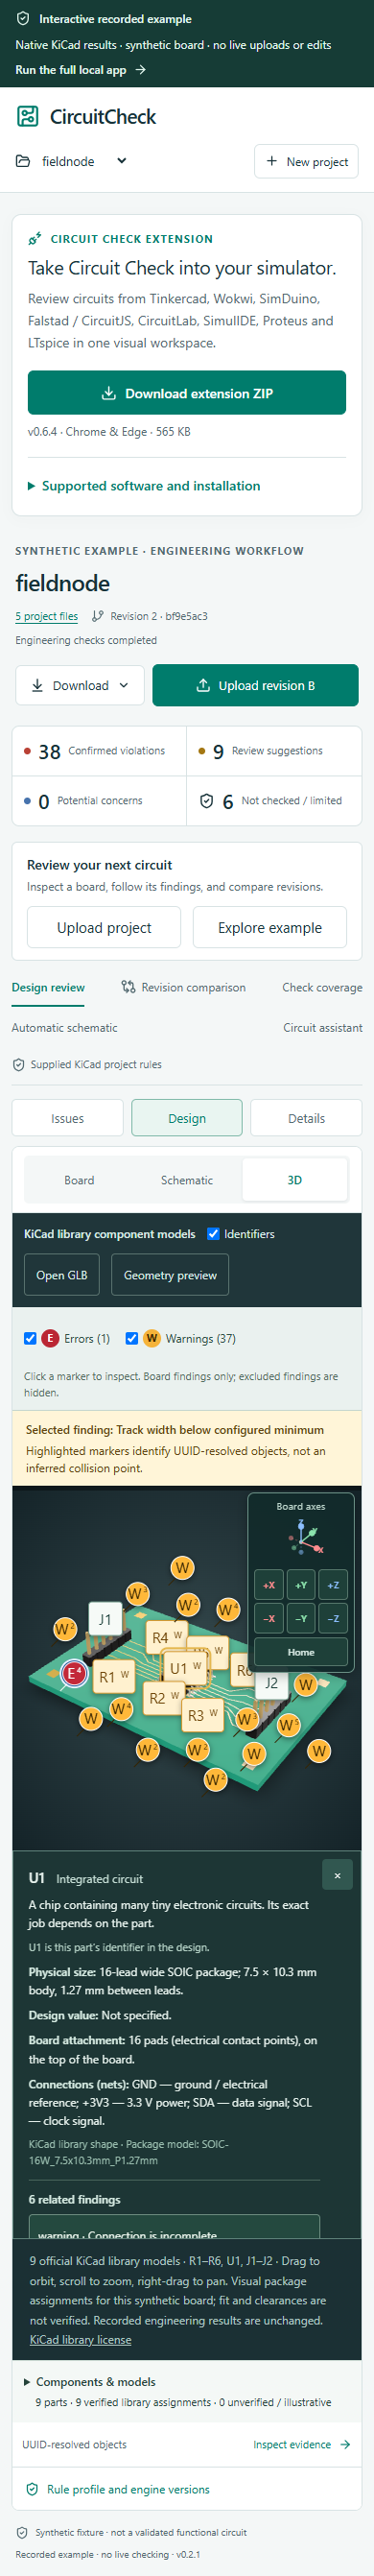 Interactive recorded example
Native KiCad results · synthetic board · no live uploads or edits
Run the full local app →
CircuitCheck
fieldnode
+ New project
CIRCUIT CHECK EXTENSION
Take Circuit Check into your simulator.
Review circuits from Tinkercad, Wokwi, SimDuino,
Falstad / CircuitJS, CircuitLab, SimulIDE, Proteus and
LTspice in one visual workspace.
Download extension ZIP
v0.6.4 · Chrome & Edge · 565 KB
Supported software and installation
SYNTHETIC EXAMPLE · ENGINEERING WORKFLOW
fieldnode
5 project files
Revision 2 · bf9e5ac3
Engineering checks completed
Download
Upload revision B
38 Confirmed violations
9 Review suggestions
0 Potential concerns
6 Not checked / limited
Review your next circuit
Inspect a board, follow its findings, and compare revisions.
Upload project
Explore example
Design review
Revision comparison
Check coverage
Automatic schematic
Circuit assistant
Supplied KiCad project rules
Issues
Design
Details
Board
Schematic
3D
KiCad library component models
Identifiers
Open GLB
Geometry preview
E Errors (1)
W Warnings (37)
Click a marker to inspect. Board findings only; excluded findings are
hidden.
Selected finding: Track width below configured minimum
Highlighted markers identify UUID-resolved objects, not an
inferred collision point.
Board axes
Z
Y
X
+X
+Y
+Z
−X
−Y
−Z
Home
W
W 3
W 2
W 4
J1
W 2
R4 W
W
E 4
R1 W
U1 W
R6
J2
W
R2 W
R3 W
W
W 4
W 3
W 5
W 2
W 2
W
W
W 2
U1 Integrated circuit
×
A chip containing many tiny electronic circuits. Its exact
job depends on the part.
U1 is this part's identifier in the design.
Physical size: 16-lead wide SOIC package; 7.5 × 10.3 mm
body, 1.27 mm between leads.
Design value: Not specified.
Board attachment: 16 pads (electrical contact points), on
the top of the board.
Connections (nets): GND — ground / electrical
reference; +3V3 — 3.3 V power; SDA — data signal; SCL
— clock signal.
KiCad library shape · Package model: SOIC-
16W_7.5x10.3mm_P1.27mm
6 related findings
warning · Connection is incomplete
9 official KiCad library models · R1–R6, U1, J1–J2 · Drag to
orbit, scroll to zoom, right-drag to pan. Visual package
assignments for this synthetic board; fit and clearances are
not verified. Recorded engineering results are unchanged.
KiCad library license
Components & models
9 parts · 9 verified library assignments · 0 unverified / illustrative
UUID-resolved objects
Inspect evidence →
Rule profile and engine versions
Synthetic fixture · not a validated functional circuit
Recorded example · no live checking · v0.2.1